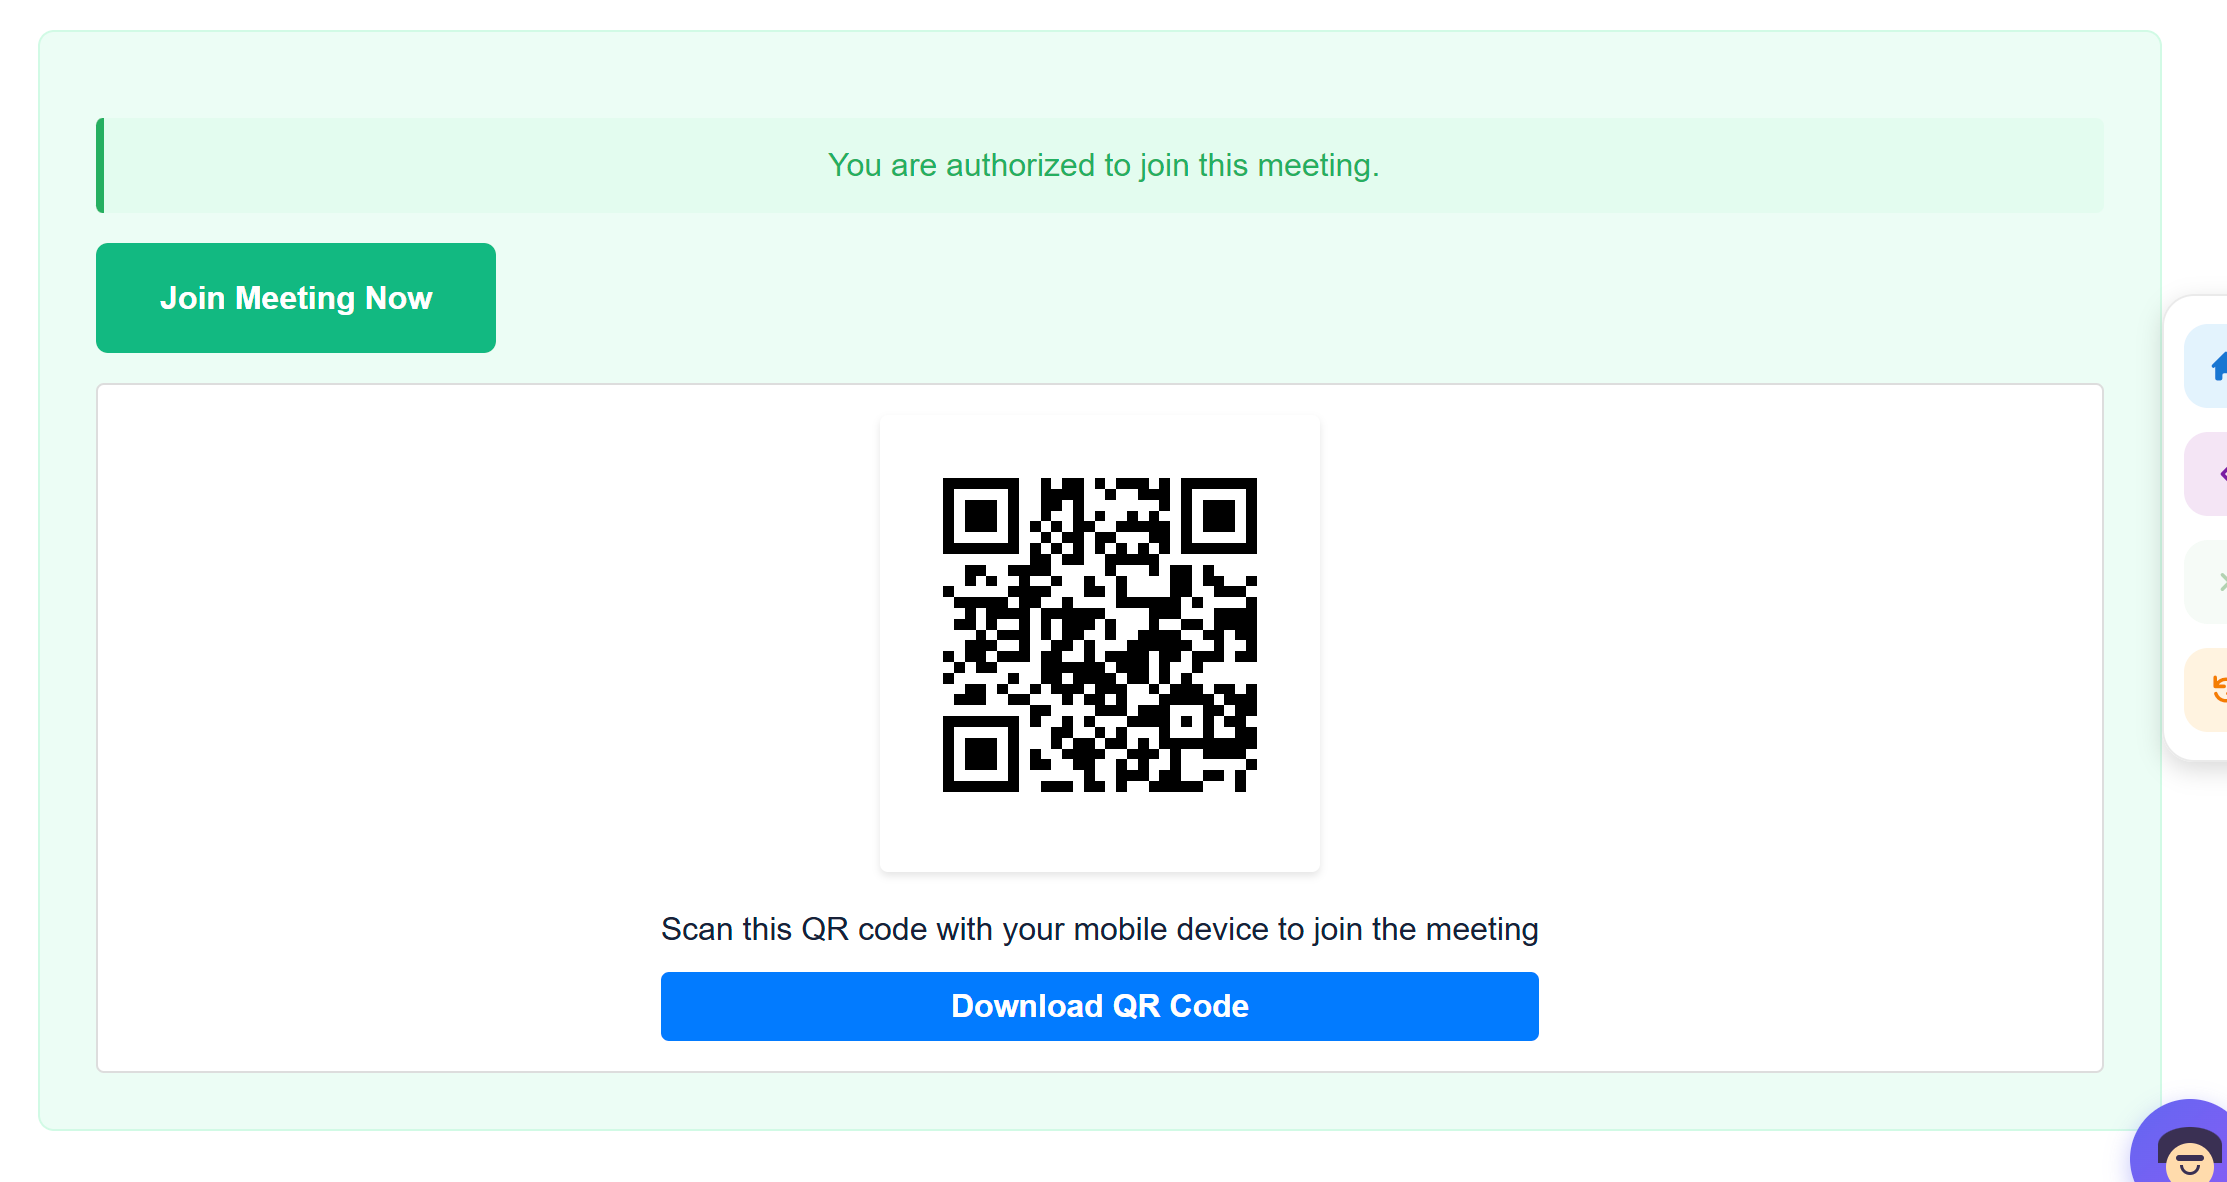 You are authorized to join this meeting.
Join Meeting Now
Scan this QR code with your mobile device to join the meeting
Download QR Code